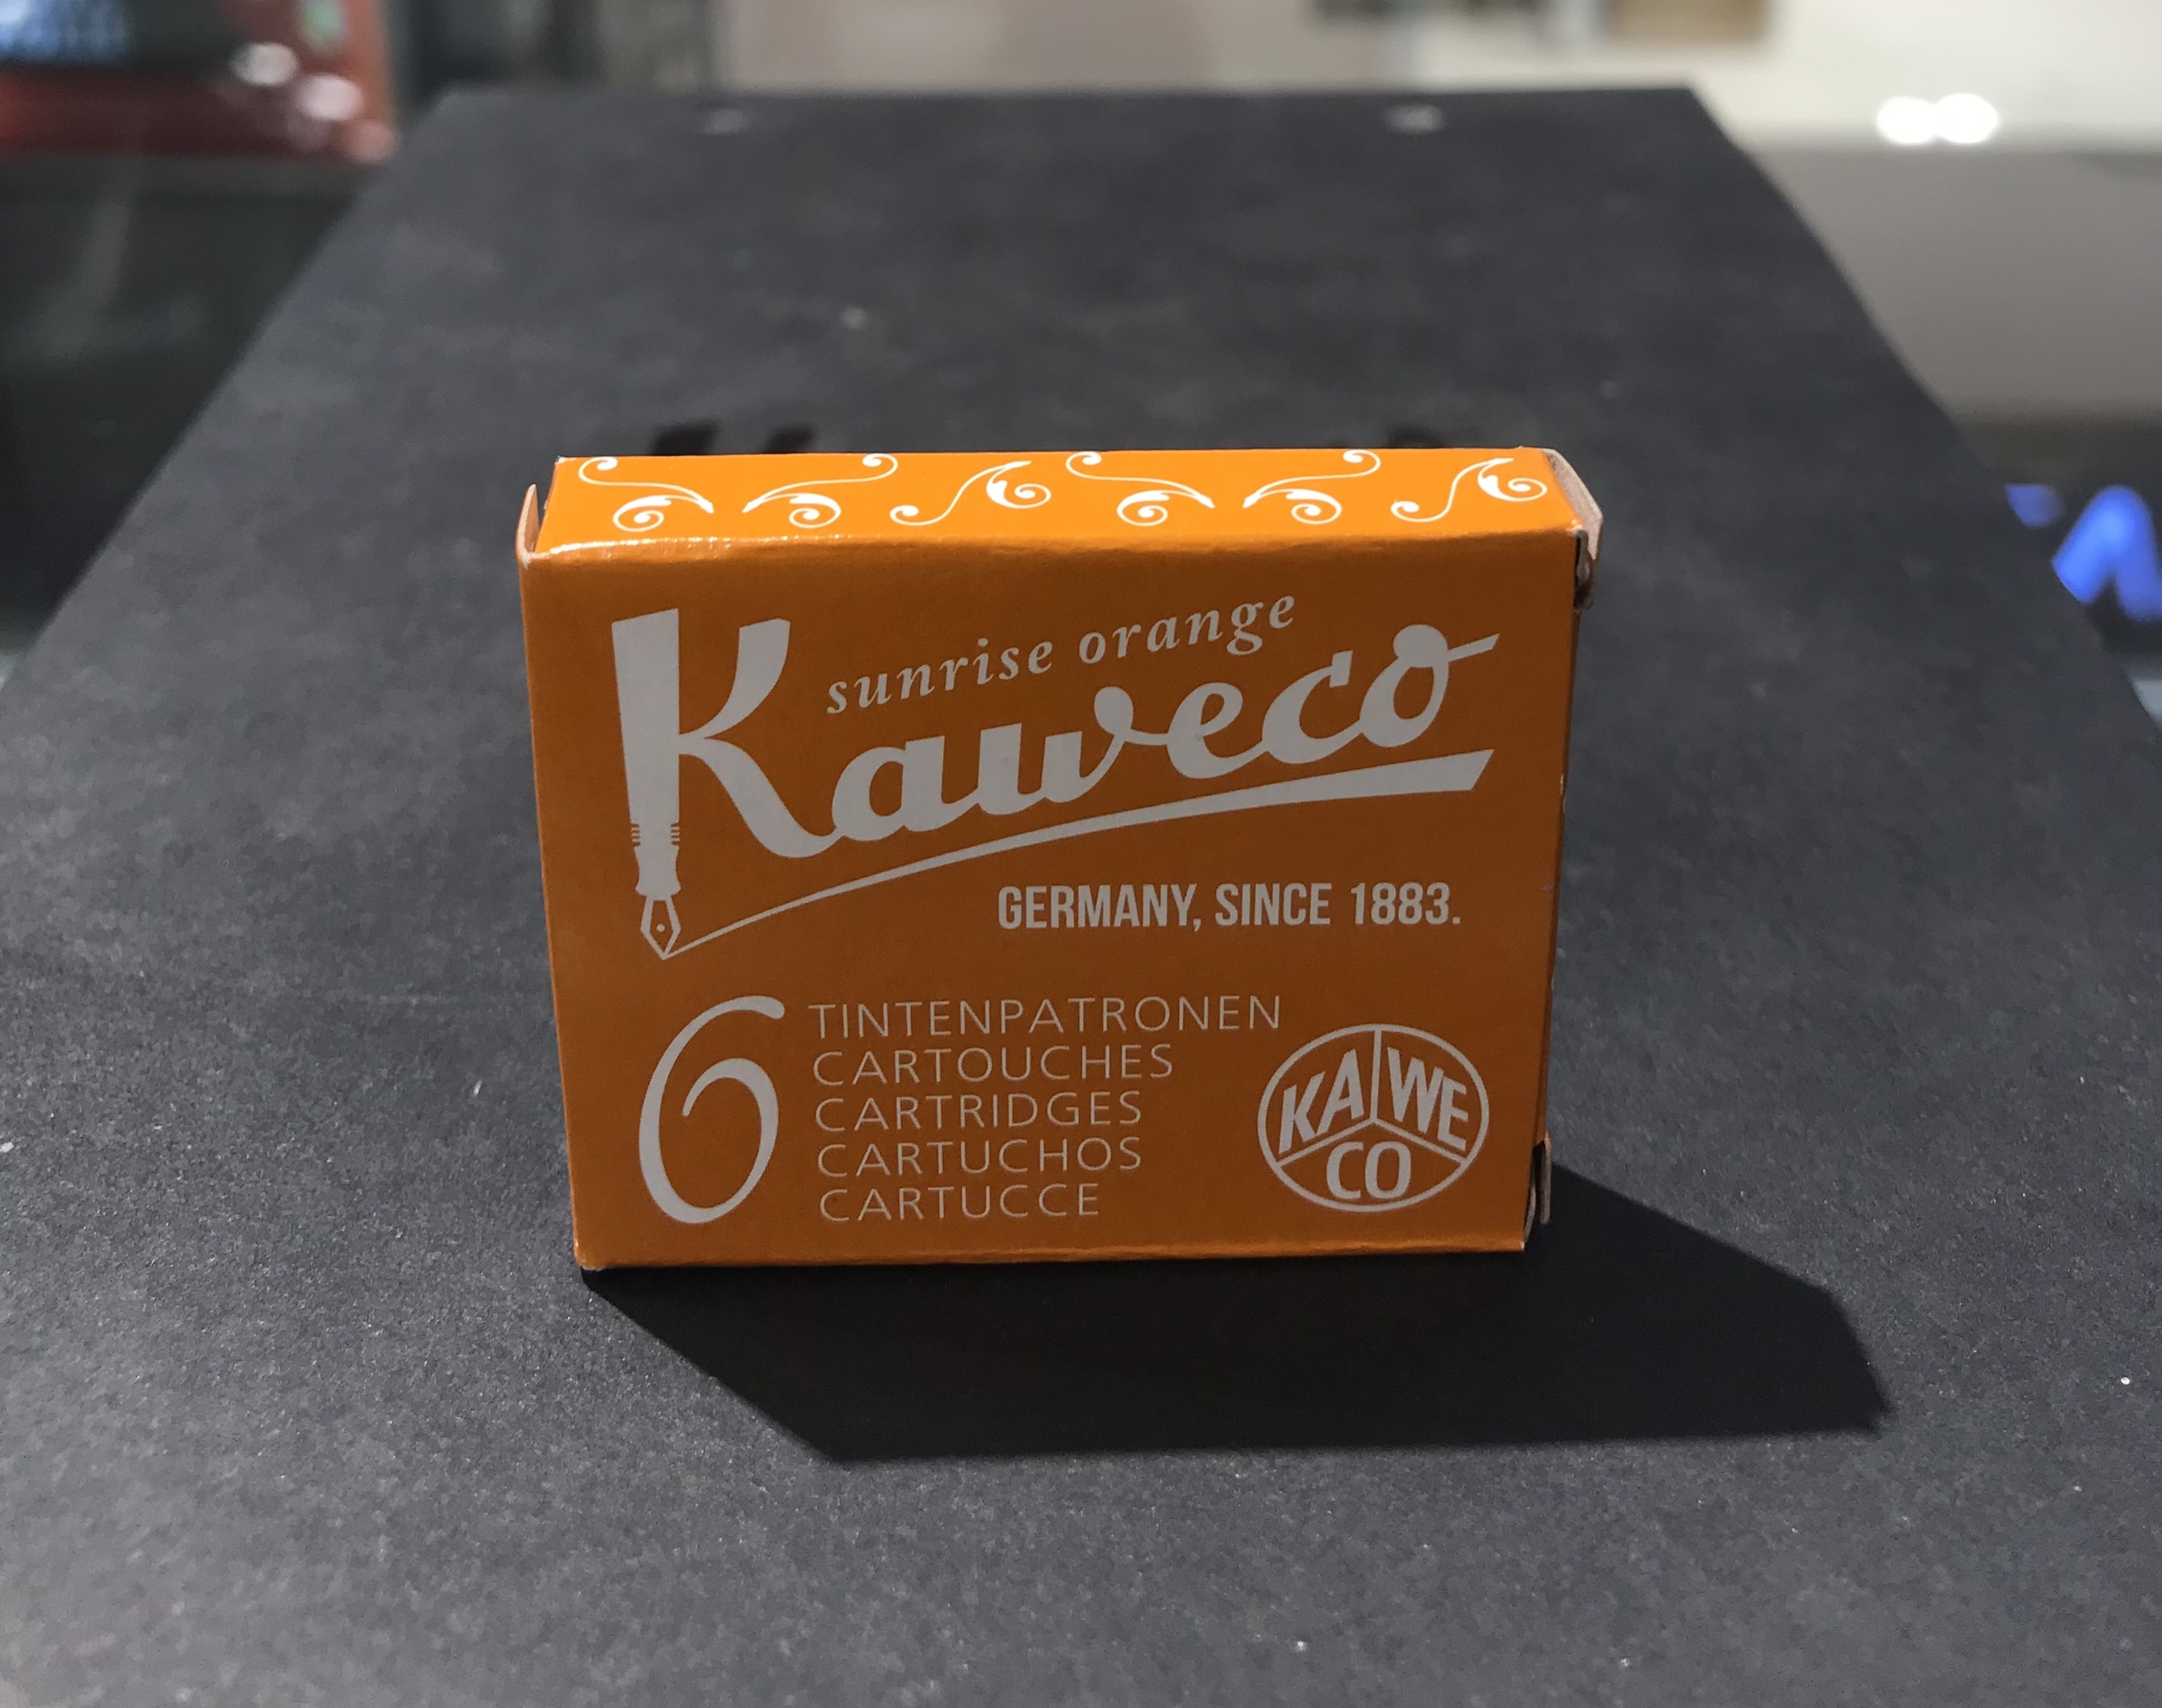 sunrise orange
Kaweco
GERMANY, SINCE 1883.
6
TINTENPATRONEN
CARTOUCHES
CARTRIDGES
CARTUCHOS
CARTUCCE
KA WE
CO